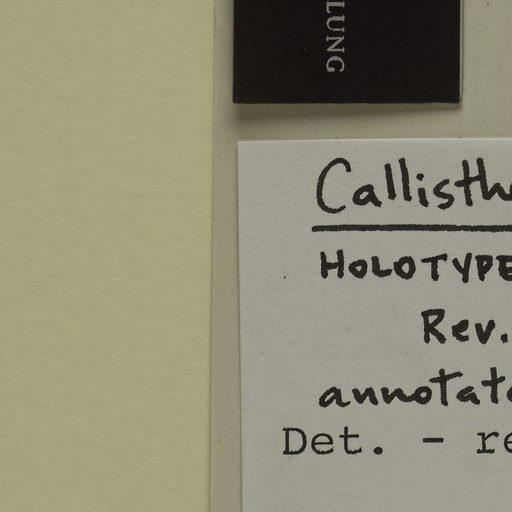 LUNG
Callisth
HOLOTYPE
Rev.
annotat
Det. - re